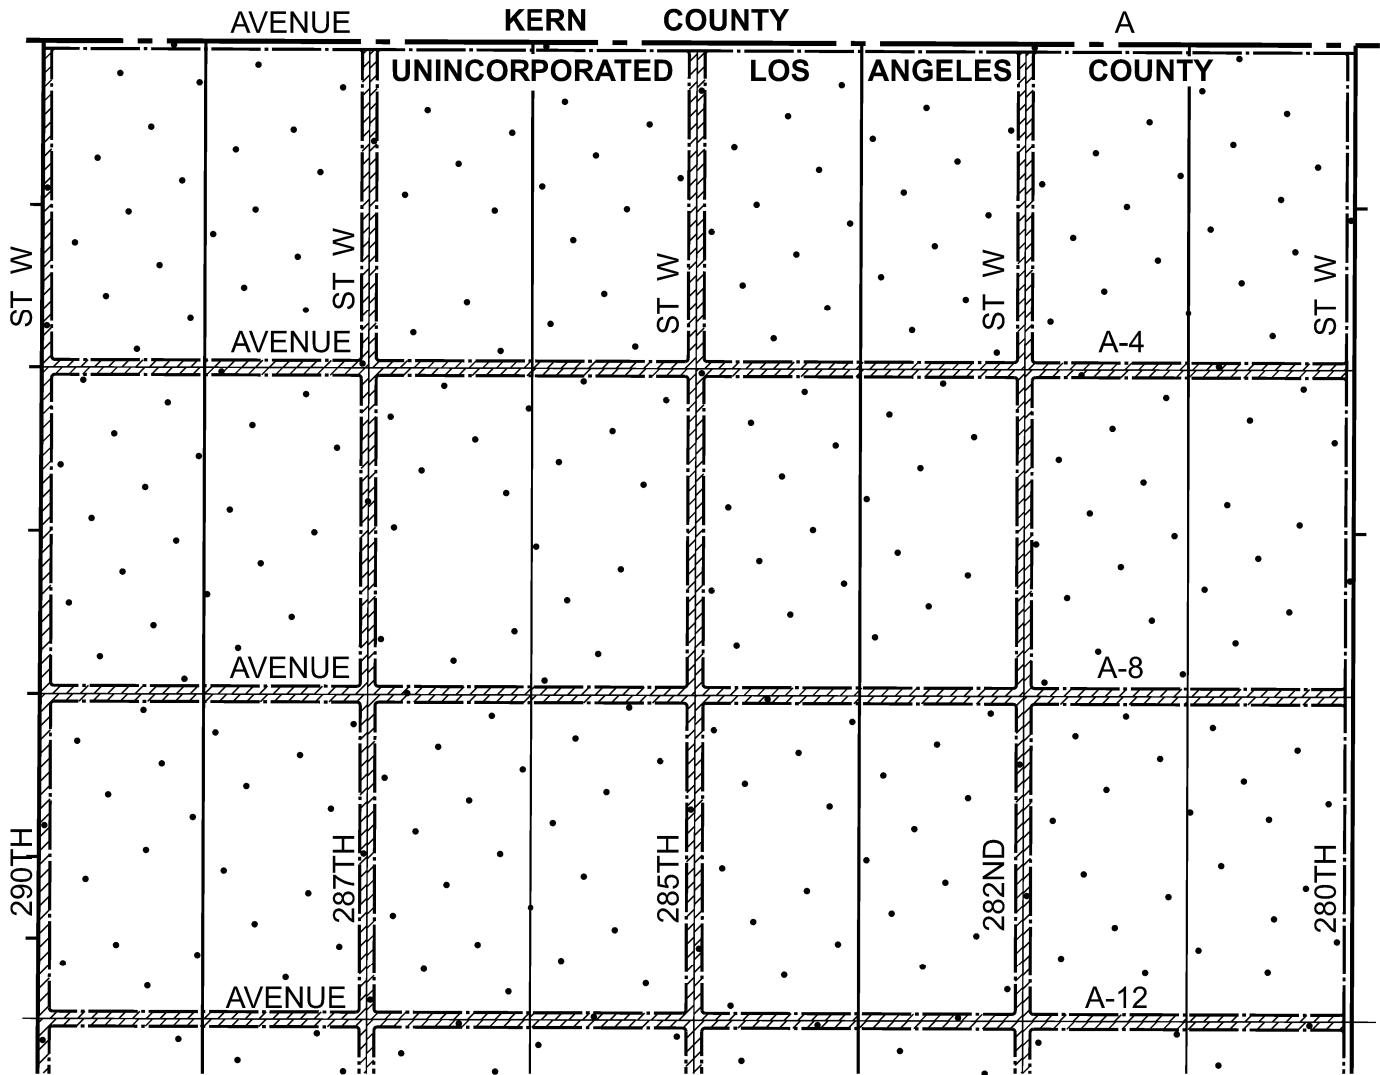 AVENUE A
KERN COUNTY
UNINCORPORATED LOS ANGELES COUNTY
290TH ST W
287TH ST W
285TH ST W
282ND ST W
280TH ST W
AVENUE A-4
AVENUE A-8
AVENUE A-12